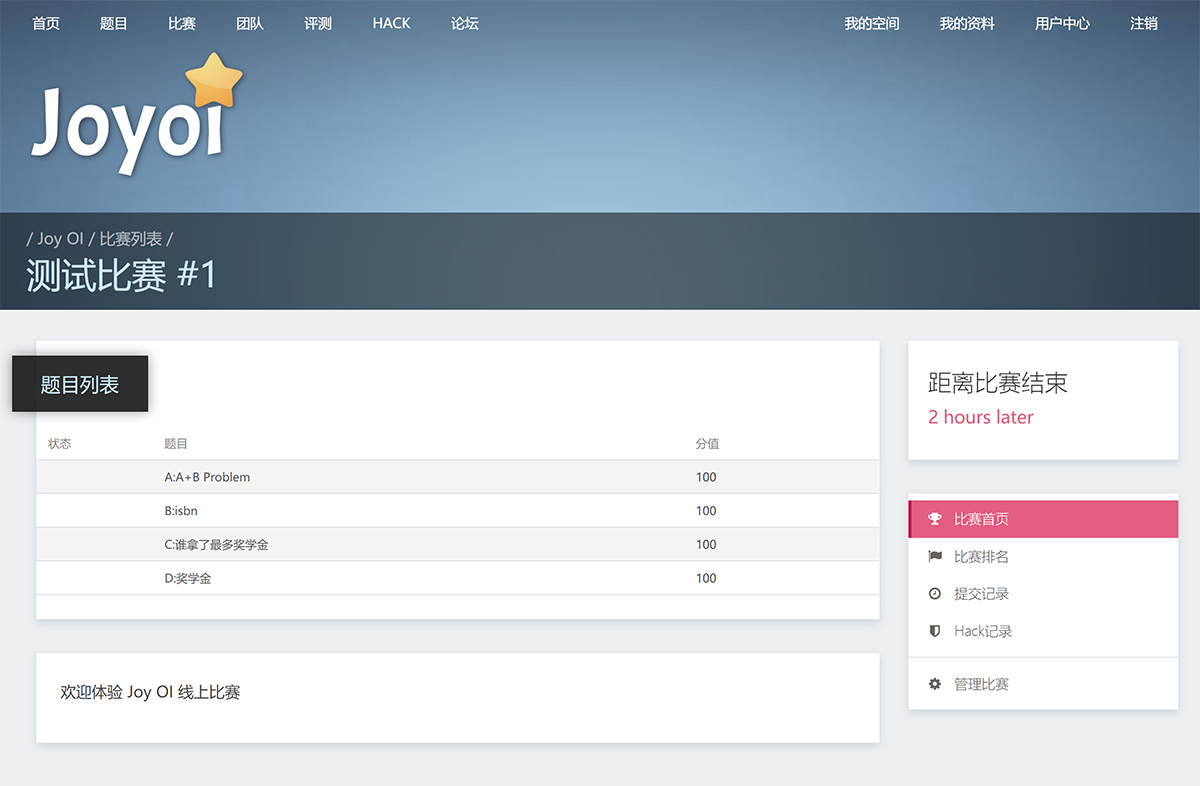 首页 题目 比赛 团队 评测 HACK 论坛 我的空间 我的资料 用户中心 注销
Joyoi
/ Joy OI / 比赛列表 /
测试比赛 #1
题目列表
状态 题目 分值
A:A+B Problem 100
B:isbn 100
C:谁拿了最多奖学金 100
D:奖学金 100
欢迎体验 Joy OI 线上比赛
距离比赛结束
2 hours later
比赛首页
比赛排名
提交记录
Hack记录
管理比赛